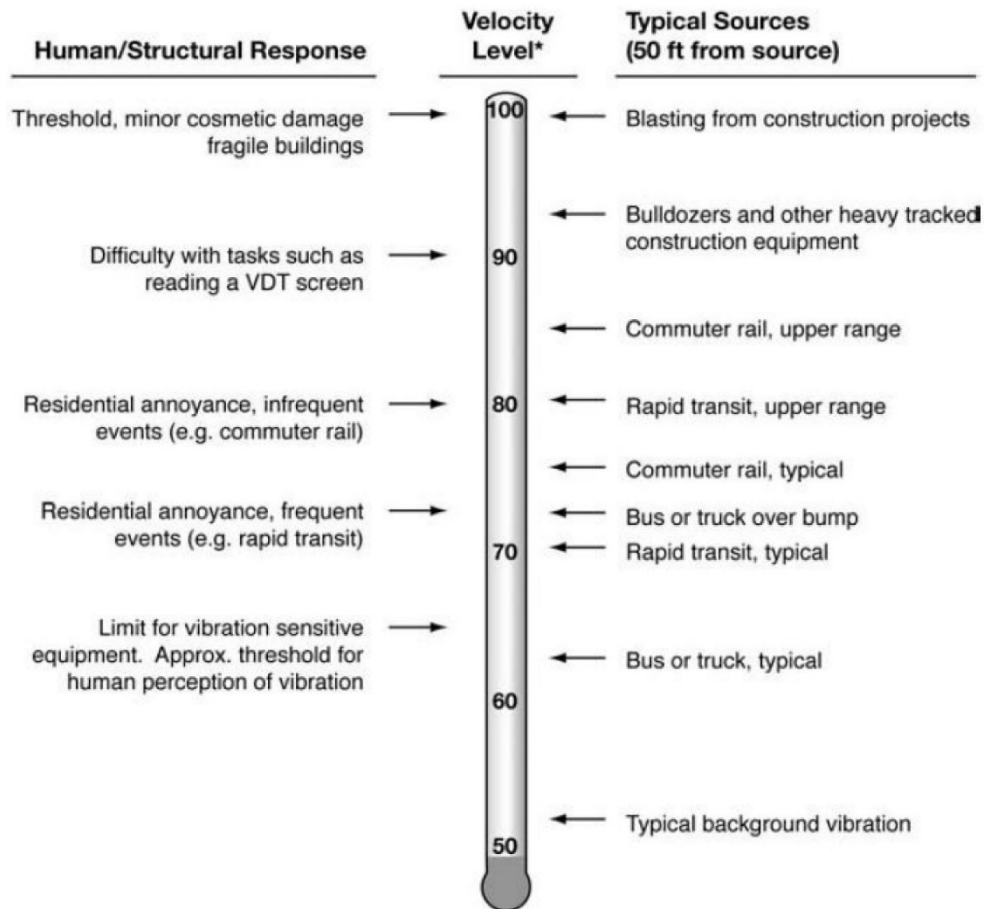 Human/Structural Response
Velocity
Level*
Typical Sources
(50 ft from source)
Threshold, minor cosmetic damage
fragile buildings
100
Blasting from construction projects
Bulldozers and other heavy tracked
construction equipment
Difficulty with tasks such as
reading a VDT screen
90
Commuter rail, upper range
Residential annoyance, infrequent
events (e.g. commuter rail)
80
Rapid transit, upper range
Commuter rail, typical
Residential annoyance, frequent
events (e.g. rapid transit)
Bus or truck over bump
70
Rapid transit, typical
Limit for vibration sensitive
equipment. Approx. threshold for
human perception of vibration
Bus or truck, typical
60
Typical background vibration
50